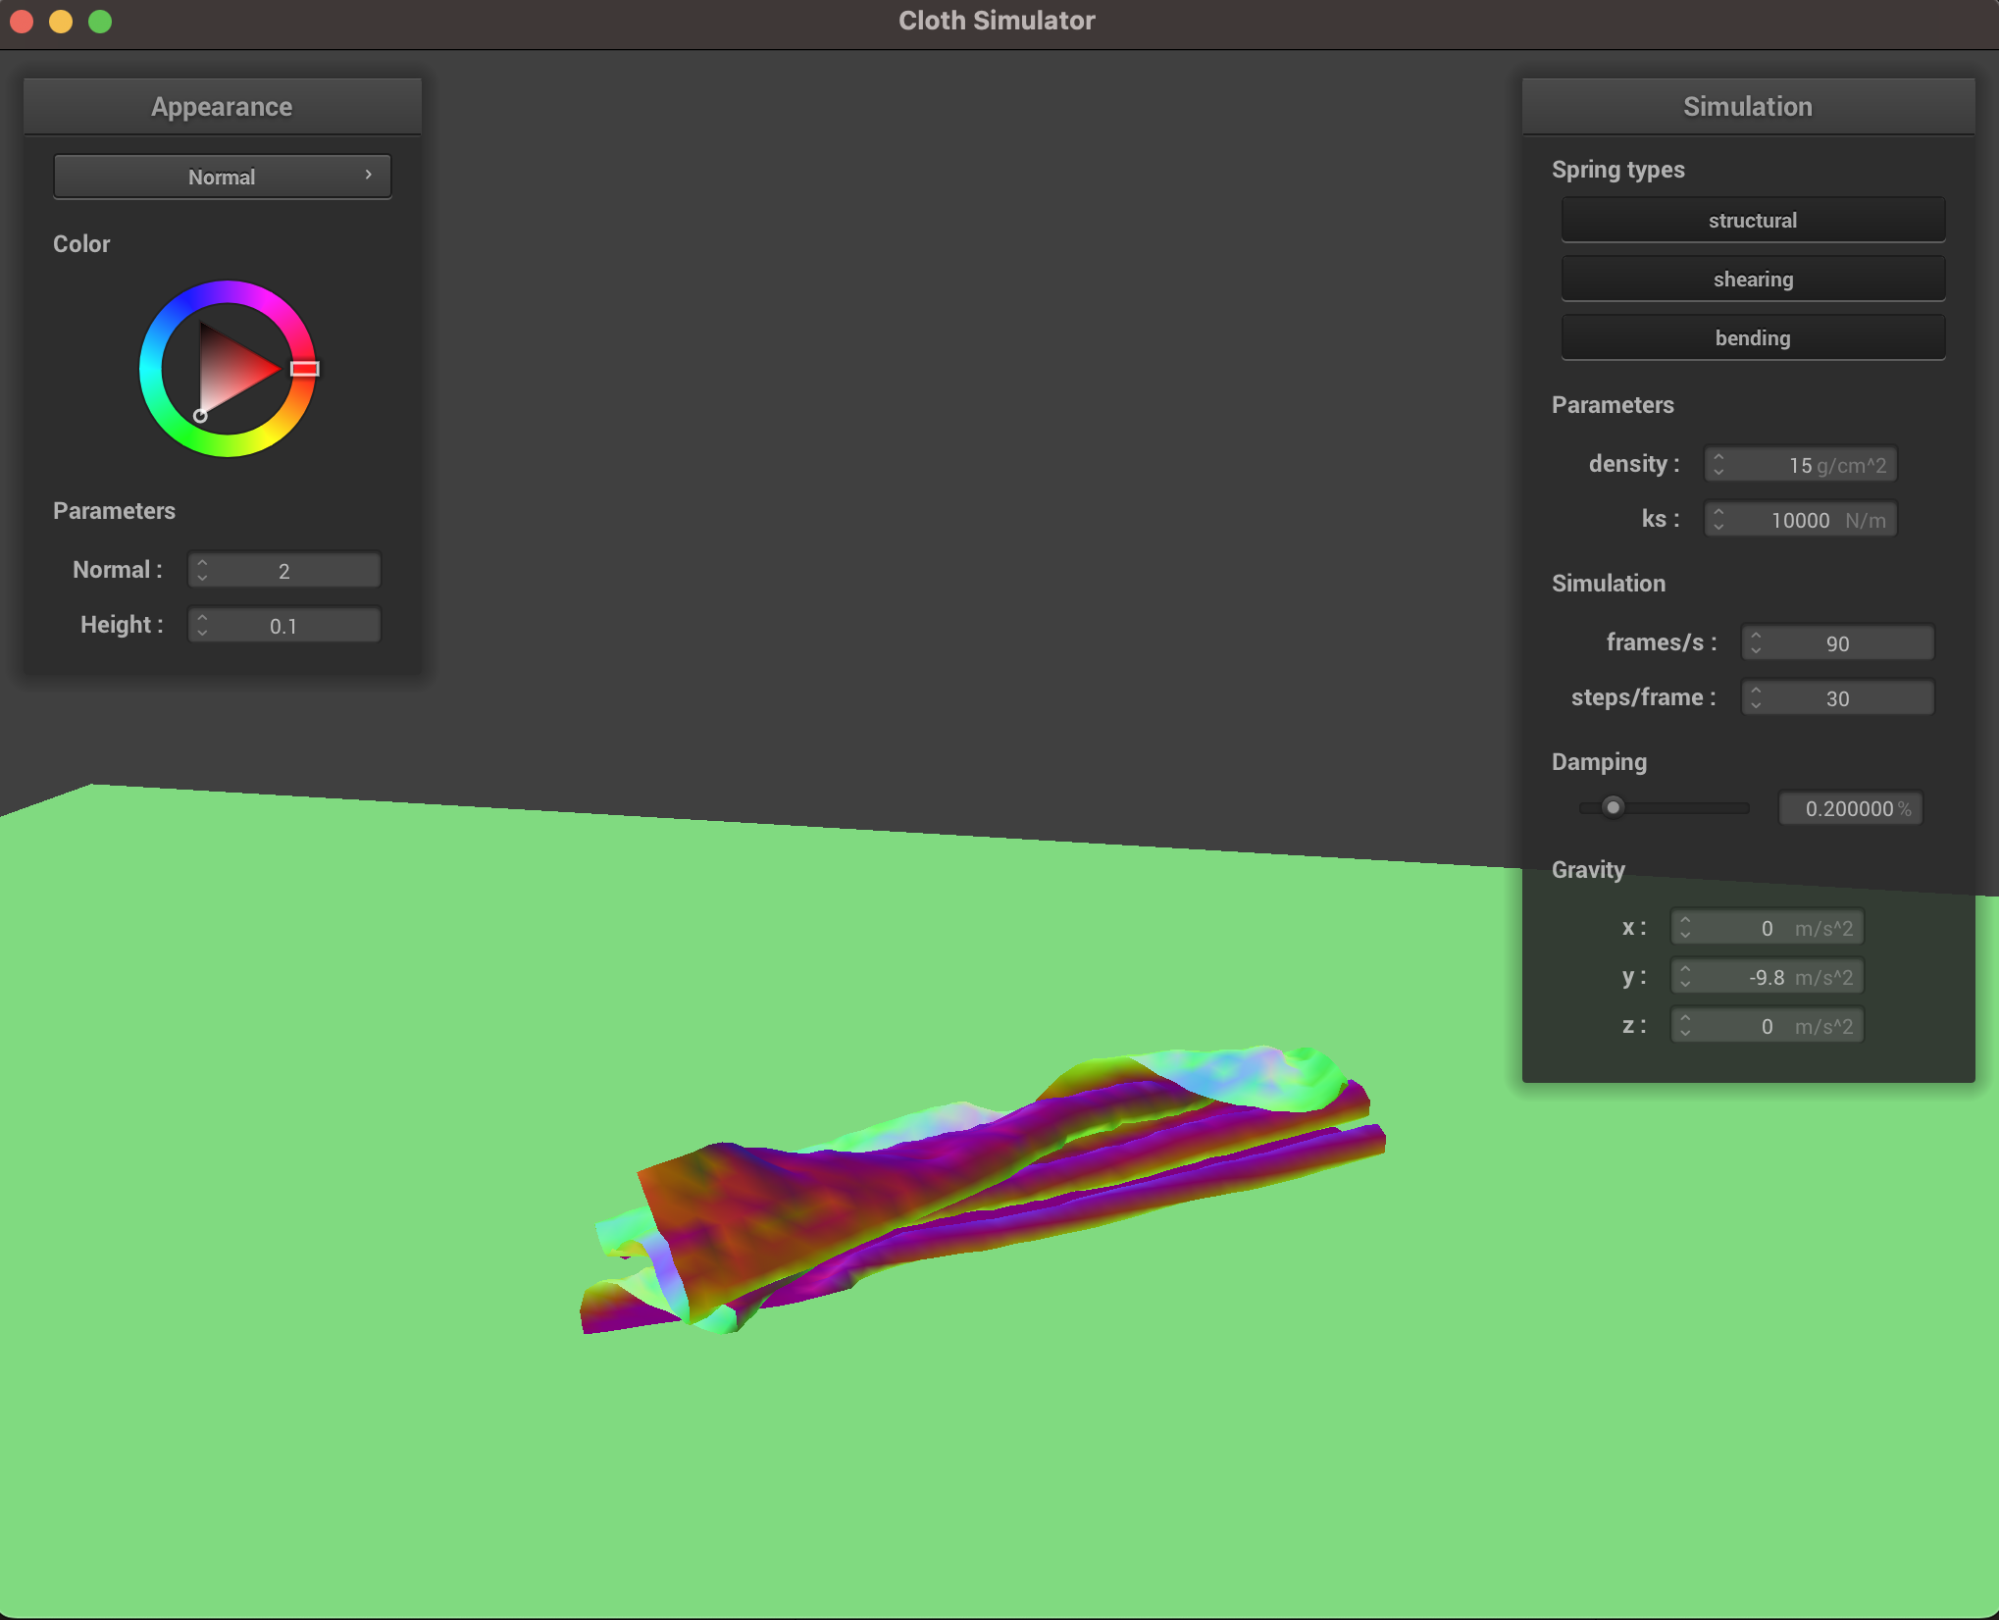 Cloth Simulator
Appearance
Normal
Color
Parameters
Normal : 2
Height : 0.1
Simulation
Spring types
structural
shearing
bending
Parameters
density : 15 g/cm^2
ks : 10000 N/m
Simulation
frames/s : 90
steps/frame : 30
Damping
0.200000 %
Gravity
x : 0 m/s^2
y : -9.8 m/s^2
z : 0 m/s^2